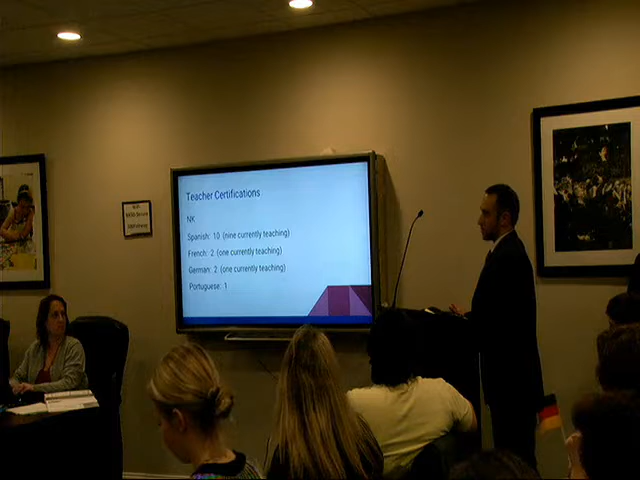 Teacher Certifications
NK
Spanish: 10 (nine currently teaching)
French: 2 (one currently teaching)
German: 2 (one currently teaching)
Portuguese: 1